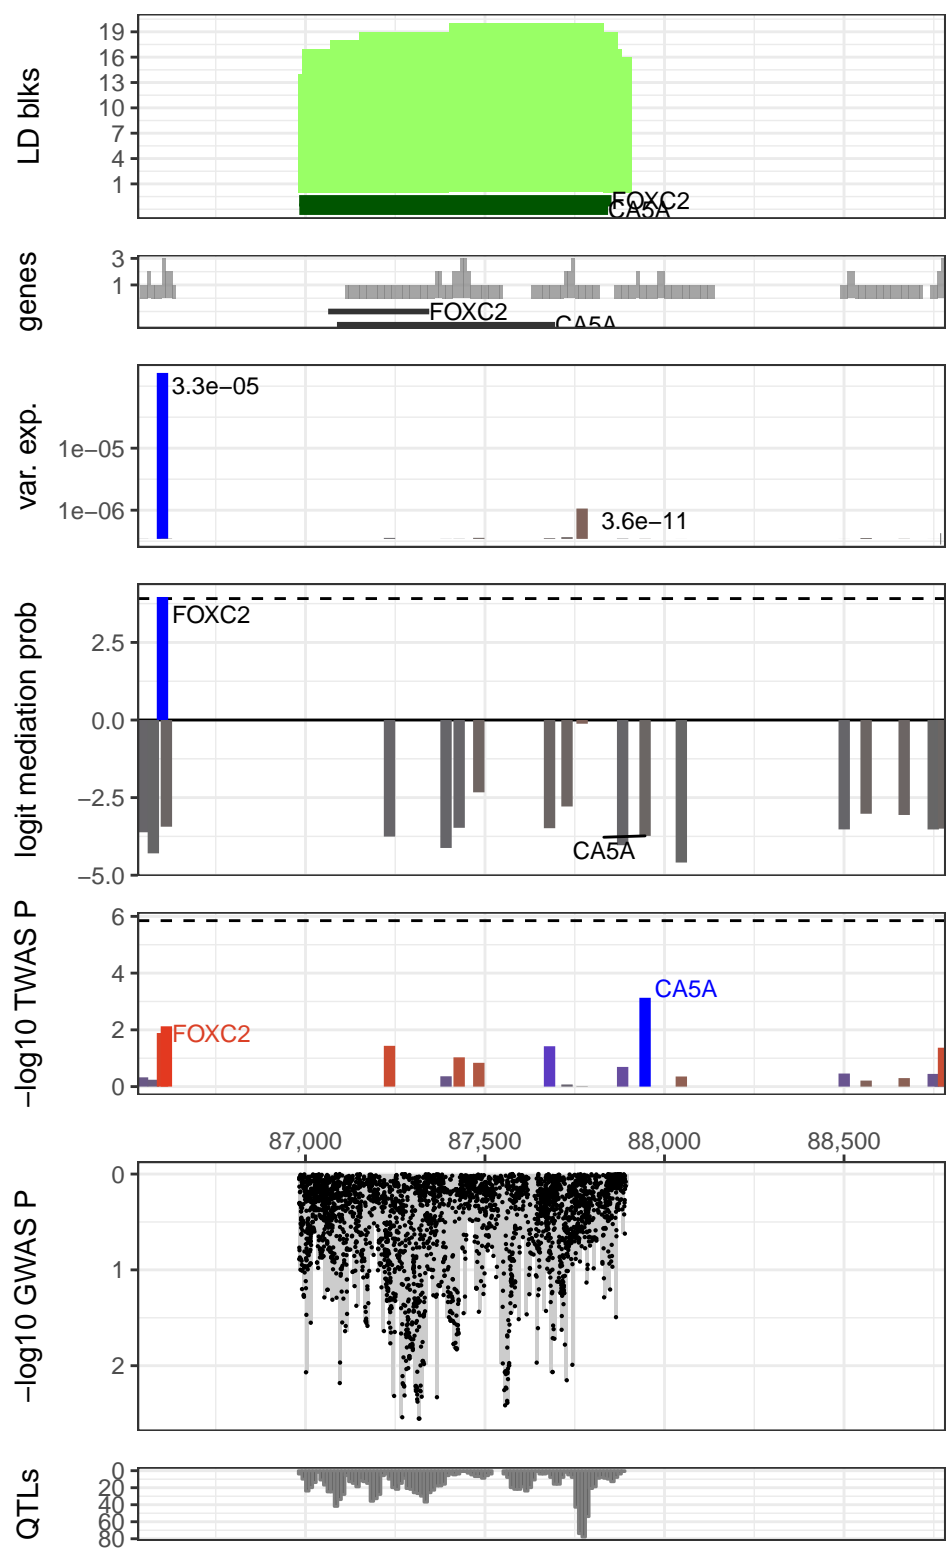 LD blks
19
16
13
10
7
4
1
FOXC2
CA5A
genes
3
1
FOXC2
CA5A
var. exp.
3.3e−05
1e−05
1e−06
3.6e−11
logit mediation prob
FOXC2
2.5
0.0
−2.5
−5.0
CA5A
−log10 TWAS P
6
4
2
0
CA5A
FOXC2
87,000 87,500 88,000 88,500
−log10 GWAS P
0
1
2
QTLs
0
20
40
60
80